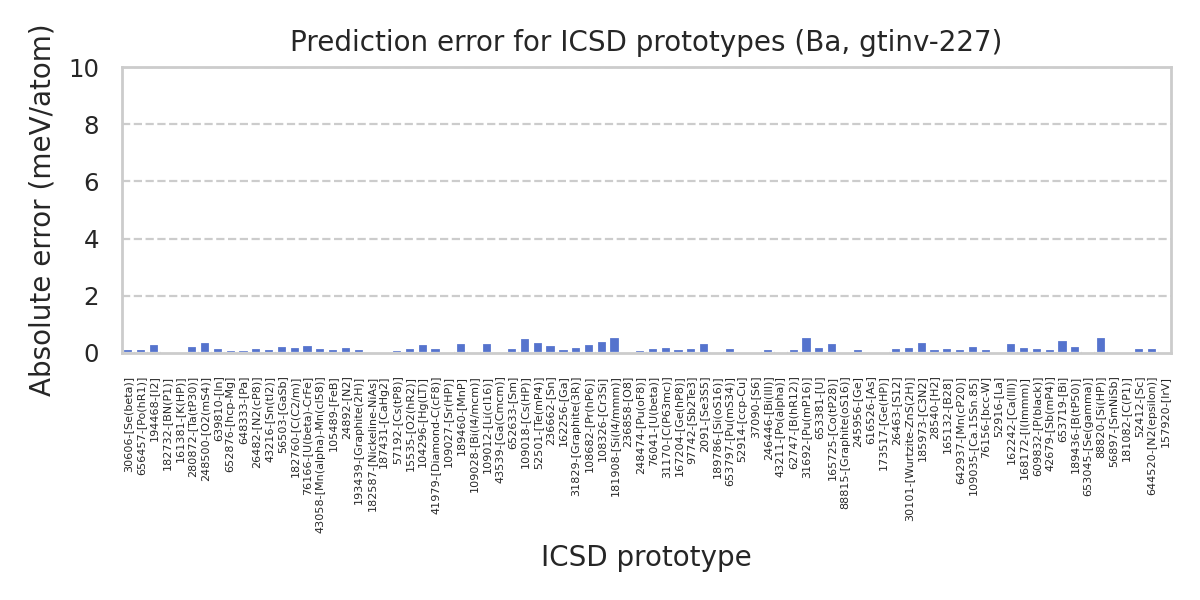 Prediction error for ICSD prototypes (Ba, gtinv-227)
Absolute error (meV/atom)
10
8
6
4
2
0
30606-[Se(beta)]
656457-[Po(hR1)]
194468-[I2]
182732-[BN(P1)]
161381-[K(HP)]
280872-[Ta(tP30)]
248500-[O2(mS4)]
639810-[In]
652876-[hcp-Mg]
648333-[Pa]
26482-[N2(cP8)]
43216-[Sn(tI2)]
56503-[GaSb]
182760-[C(C2/m)]
76166-[U(beta)-CrFe]
43058-[Mn(alpha)-Mn(cI58)]
105489-[FeB]
24892-[N2]
193439-[Graphite(2H)]
182587-[Nickeline-NiAs]
187431-[CaHg2]
57192-[Cs(tP8)]
15535-[O2(hR2)]
104296-[Hg(LT)]
41979-[Diamond-C(cF8)]
109027-[Sr(HP)]
189460-[MnP]
109028-[Bi(I4/mcm)]
109012-[Li(cI16)]
43539-[Ga(Cmcm)]
652633-[Sm]
109018-[Cs(HP)]
52501-[Te(mP4)]
236662-[Sn]
162256-[Ga]
31829-[Graphite(3R)]
108682-[Pr(hP6)]
108326-[Cr3Si]
181908-[Si(I4/mmm)]
236858-[O8]
248474-[Pu(oF8)]
76041-[U(beta)]
31170-[C(P63mc)]
167204-[Ge(hP8)]
97742-[Sb2Te3]
2091-[Se3S5]
189786-[Si(oS16)]
653797-[Pu(mS34)]
52914-[ccp-Cu]
37090-[S6]
246446-[Bi(III)]
43211-[Po(alpha)]
62747-[B(hR12)]
31692-[Pu(mP16)]
653381-[U]
165725-[Co(tP28)]
88815-[Graphite(oS16)]
245956-[Ge]
616526-[As]
173517-[Ge(HP)]
26463-[S12]
30101-[Wurtzite-ZnS(2H)]
185973-[C3N2]
28540-[H2]
165132-[B28]
642937-[Mn(cP20)]
109035-[Ca.15Sn.85]
76156-[bcc-W]
52916-[La]
162242-[Ca(III)]
168172-[I(Immm)]
609832-[P(black)]
42679-[Sb(mP4)]
653719-[Bi]
189436-[B(tP50)]
653045-[Se(gamma)]
88820-[Si(HP)]
56897-[SmNiSb]
181082-[C(P1)]
52412-[Sc]
644520-[N2(epsilon)]
157920-[IrV]
ICSD prototype